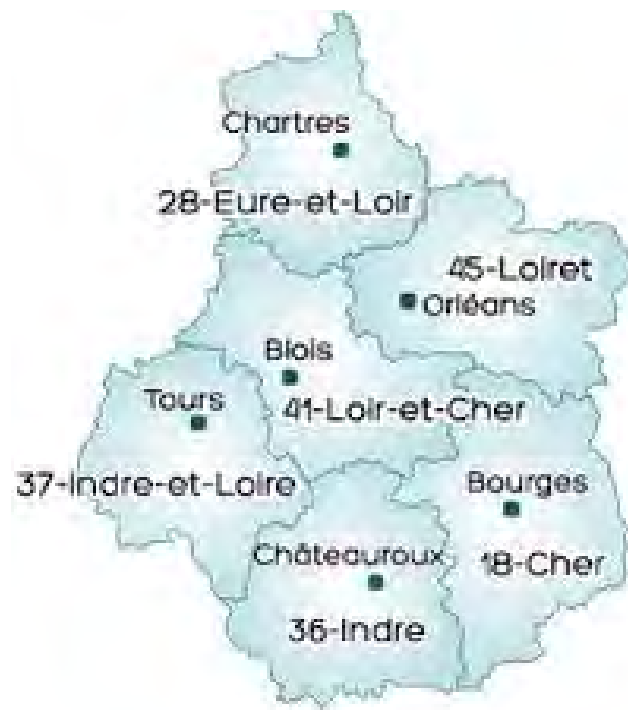 Chartres
28-Eure-et-Loir
45-Loiret
Orléans
Blois
41-Loir-et-Cher
Tours
37-Indre-et-Loire
Bourges
18-Cher
Châteauroux
36-Indre